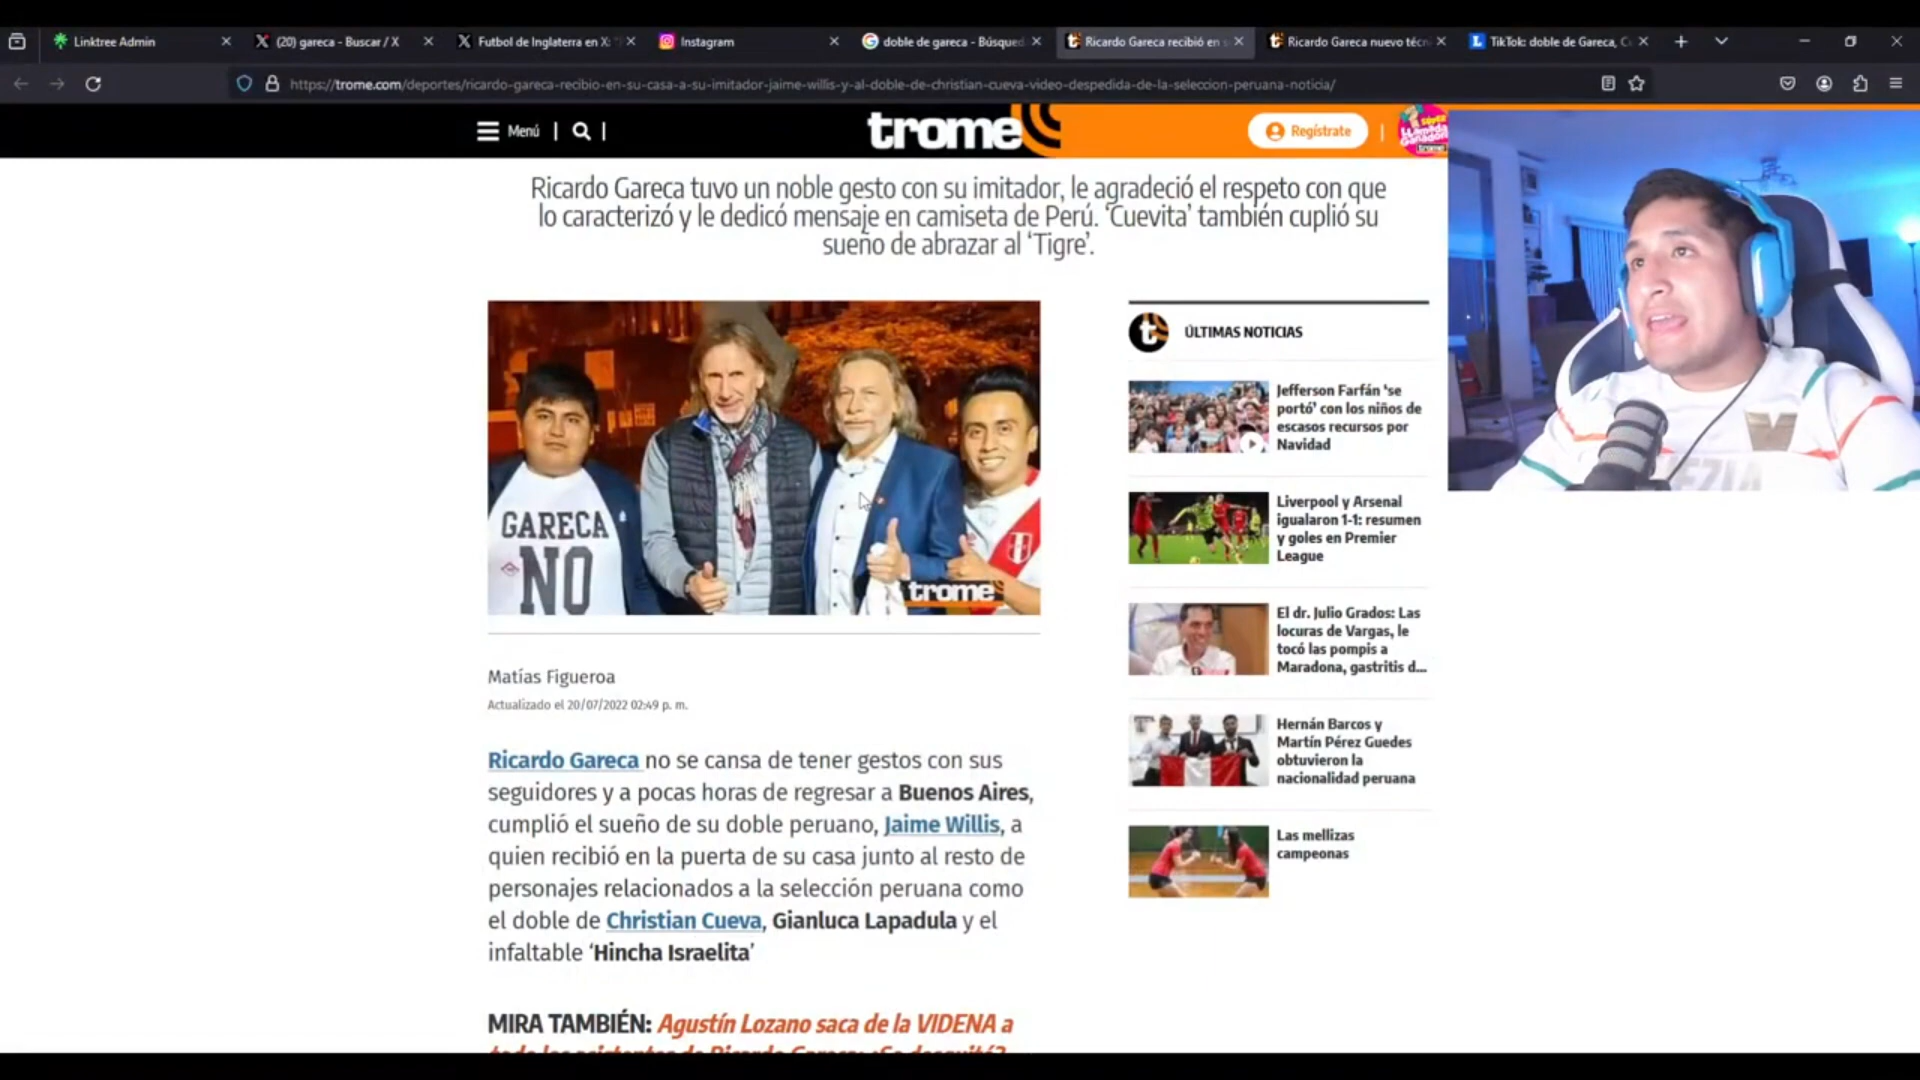 Linktree Admin
(20) gareca - Buscar / X
Futbol de Inglaterra en X:
Instagram
doble de gareca - Búsqued
Ricardo Gareca recibió en
Ricardo Gareca nuevo técn
TikTok: doble de Gareca, C
https://trome.com/deportes/ricardo-gareca-recibio-en-su-casa-a-su-imitador-jaime-willis-y-al-doble-de-christian-cueva-video-despedida-de-la-seleccion-peruana-noticia/
Menú
trome
Regístrate
Ricardo Gareca tuvo un noble gesto con su imitador, le agradeció el respeto con que
lo caracterizó y le dedicó mensaje en camiseta de Perú. ‘Cuevita’ también cuplió su
sueño de abrazar al ‘Tigre’.
GARECA
NO
trome
Matías Figueroa
Actualizado el 20/07/2022 02:49 p. m.
Ricardo Gareca no se cansa de tener gestos con sus
seguidores y a pocas horas de regresar a Buenos Aires,
cumplió el sueño de su doble peruano, Jaime Willis, a
quien recibió en la puerta de su casa junto al resto de
personajes relacionados a la selección peruana como
el doble de Christian Cueva, Gianluca Lapadula y el
infaltable ‘Hincha Israelita’
MIRA TAMBIÉN: Agustín Lozano saca de la VIDENA a
ÚLTIMAS NOTICIAS
Jefferson Farfán ‘se
portó’ con los niños de
escasos recursos por
Navidad
Liverpool y Arsenal
igualaron 1-1: resumen
y goles en Premier
League
El dr. Julio Grados: Las
locuras de Vargas, le
tocó las pompis a
Maradona, gastritis d...
Hernán Barcos y
Martín Pérez Guedes
obtuvieron la
nacionalidad peruana
Las mellizas
campeonas